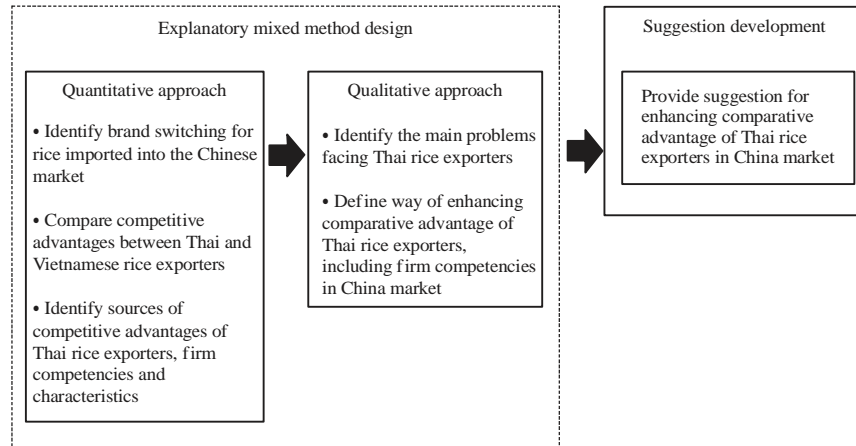 Explanatory mixed method design
Quantitative approach
• Identify brand switching for
rice imported into the Chinese
market
• Compare competitive
advantages between Thai and
Vietnamese rice exporters
• Identify sources of
competitive advantages of
Thai rice exporters, firm
competencies and
characteristics
Qualitative approach
• Identify the main problems
facing Thai rice exporters
• Define way of enhancing
comparative advantage of
Thai rice exporters,
including firm competencies
in China market
Suggestion development
Provide suggestion for
enhancing comparative
advantage of Thai rice
exporters in China market